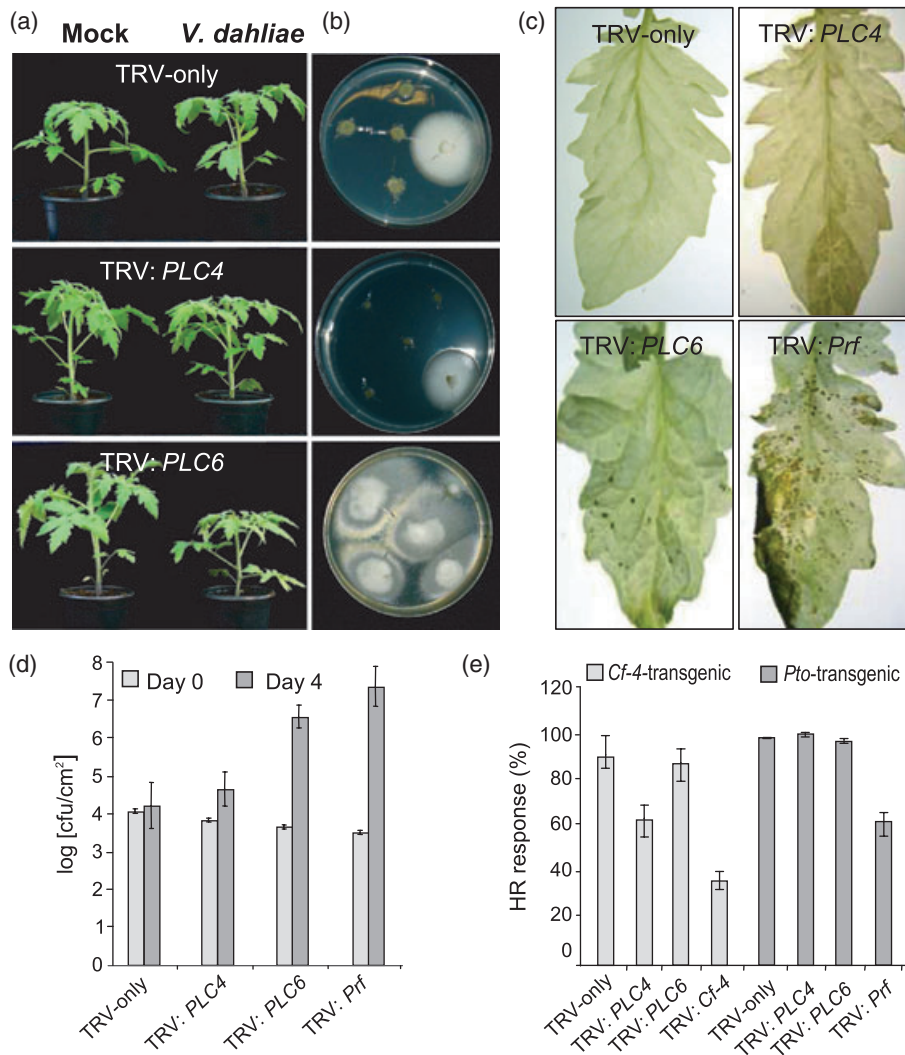 (a) Mock V. dahliae (b)
TRV-only
TRV: PLC4
TRV: PLC6
(c)
TRV-only
TRV: PLC4
TRV: PLC6
TRV: Prf
(d)
Day 0 Day 4
log [cfu/cm²]
8
7
6
5
4
3
2
1
0
TRV-only
TRV: PLC4
TRV: PLC6
TRV: Prf
(e)
Cf-4-transgenic Pto-transgenic
HR response (%)
120
100
80
60
40
20
0
TRV-only
TRV: PLC4
TRV: PLC6
TRV: Cf-4
TRV-only
TRV: PLC4
TRV: PLC6
TRV: Prf